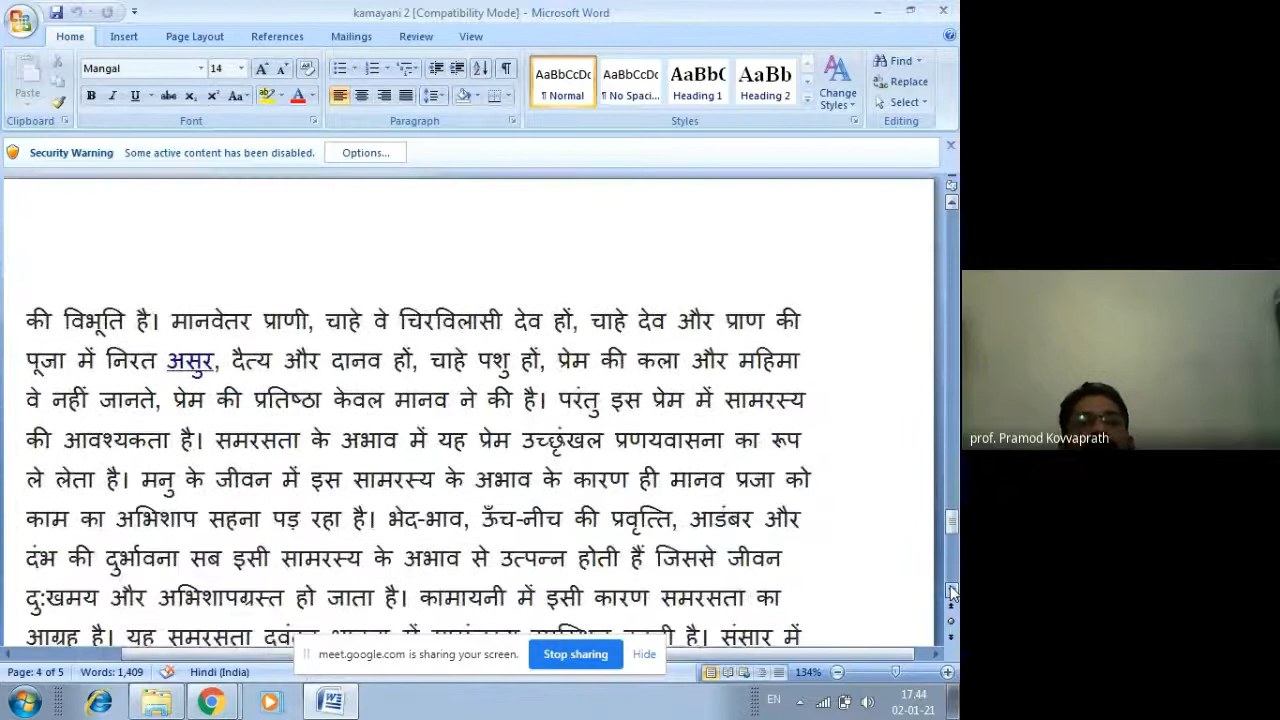 kamayani 2 [Compatibility Mode] - Microsoft Word
Home Insert Page Layout References Mailings Review View
Paste
Mangal 14
AaBbCcDc AaBbCcDc AaBbC AaBb
¶ Normal ¶ No Spaci... Heading 1 Heading 2
Change Styles
Find
Replace
Select
Clipboard Font Paragraph Styles Editing
Security Warning Some active content has been disabled. Options...
की विभूति है। मानवेतर प्राणी, चाहे वे चिरविलासी देव हों, चाहे देव और प्राण की
पूजा में निरत असुर, दैत्य और दानव हों, चाहे पशु हों, प्रेम की कला और महिमा
वे नहीं जानते, प्रेम की प्रतिष्ठा केवल मानव ने की है। परंतु इस प्रेम में सामरस्य
की आवश्यकता है। समरसता के अभाव में यह प्रेम उच्छृंखल प्रणयवासना का रूप
ले लेता है। मनु के जीवन में इस सामरस्य के अभाव के कारण ही मानव प्रजा को
काम का अभिशाप सहना पड़ रहा है। भेद-भाव, ऊँच-नीच की प्रवृत्ति, आडंबर और
दंभ की दुर्भावना सब इसी सामरस्य के अभाव से उत्पन्न होती हैं जिससे जीवन
दु:खमय और अभिशापग्रस्त हो जाता है। कामायनी में इसी कारण समरसता का
आग्रह है। यह समरसता है। संसार में
prof. Pramod Kovvaprath
meet.google.com is sharing your screen. Stop sharing Hide
Page: 4 of 5 Words: 1,409 Hindi (India) 134%
EN 17.44
02-01-21